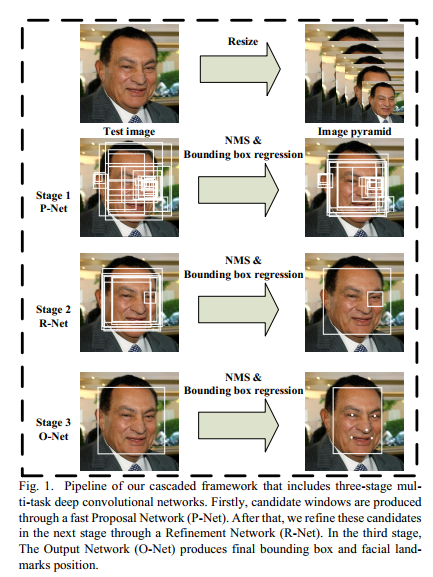 Resize
Test image
Image pyramid
NMS &
Bounding box regression
Stage 1
P-Net
NMS &
Bounding box regression
Stage 2
R-Net
NMS &
Bounding box regression
Stage 3
O-Net
Fig. 1. Pipeline of our cascaded framework that includes three-stage mul-
ti-task deep convolutional networks. Firstly, candidate windows are produced
through a fast Proposal Network (P-Net). After that, we refine these candidates
in the next stage through a Refinement Network (R-Net). In the third stage,
The Output Network (O-Net) produces final bounding box and facial land-
marks position.